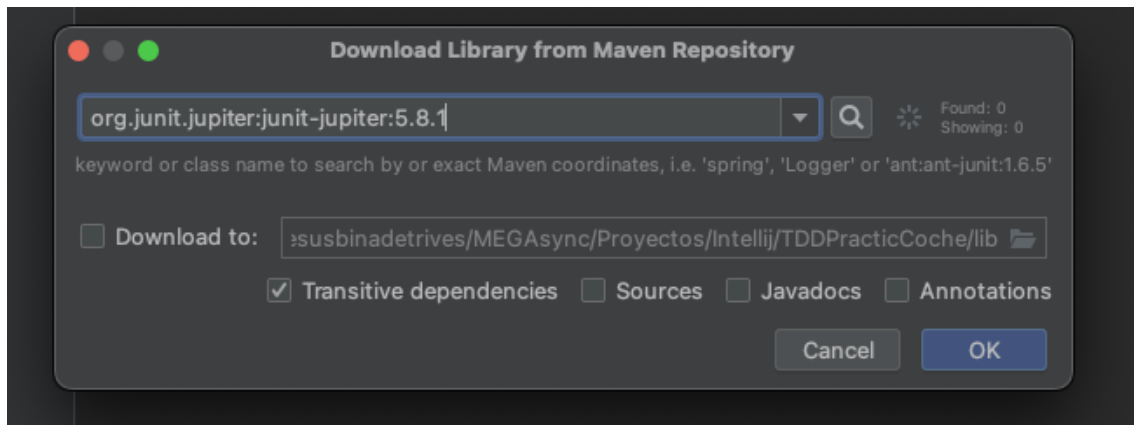 Download Library from Maven Repository
org.junit.jupiter:junit-jupiter:5.8.1
Found: 0
Showing: 0
keyword or class name to search by or exact Maven coordinates, i.e. 'spring', 'Logger' or 'ant:ant-junit:1.6.5'
Download to: esusbinadetrives/MEGAsync/Proyectos/Intellij/TDDPracticCoche/lib
Transitive dependencies Sources Javadocs Annotations
Cancel OK